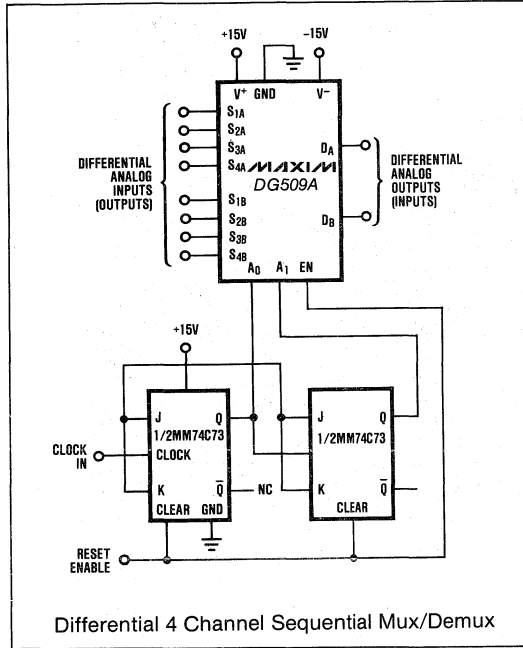 +15V
-15V
V+ GND V-
S1A
S2A
S3A
S4A
S1B
S2B
S3B
S4B
DIFFERENTIAL
ANALOG
INPUTS
(OUTPUTS)
MAXIM
DG509A
DA
DB
DIFFERENTIAL
ANALOG
OUTPUTS
(INPUTS)
A0 A1 EN
+15V
J Q
1/2MM74C73
CLOCK
K Q̅
CLEAR GND
CLOCK
IN
NC
J Q
1/2MM74C73
K Q̅
CLEAR
RESET
ENABLE
Differential 4 Channel Sequential Mux/Demux